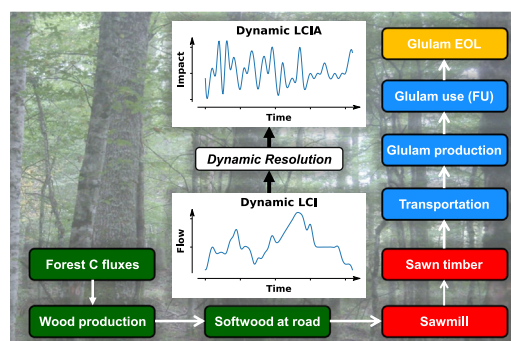 Dynamic LCIA
Impact
Time
Dynamic Resolution
Dynamic LCI
Flow
Time
Glulam EOL
Glulam use (FU)
Glulam production
Transportation
Sawn timber
Sawmill
Forest C fluxes
Wood production
Softwood at road